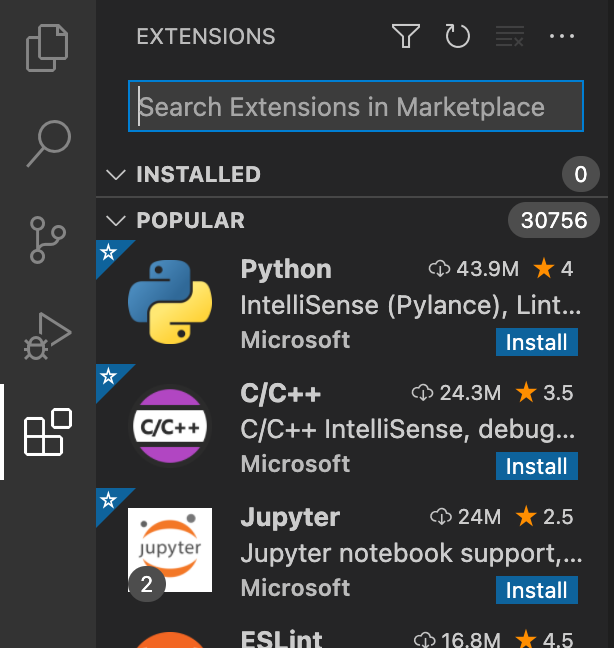 EXTENSIONS
Search Extensions in Marketplace
INSTALLED 0
POPULAR 30756
Python 43.9M 4
IntelliSense (Pylance), Lint...
Microsoft Install
C/C++ 24.3M 3.5
C/C++
C/C++ IntelliSense, debug...
Microsoft Install
Jupyter 24M 2.5
jupyter
Jupyter notebook support,...
2
Microsoft Install
ESLint 16.8M 4.5